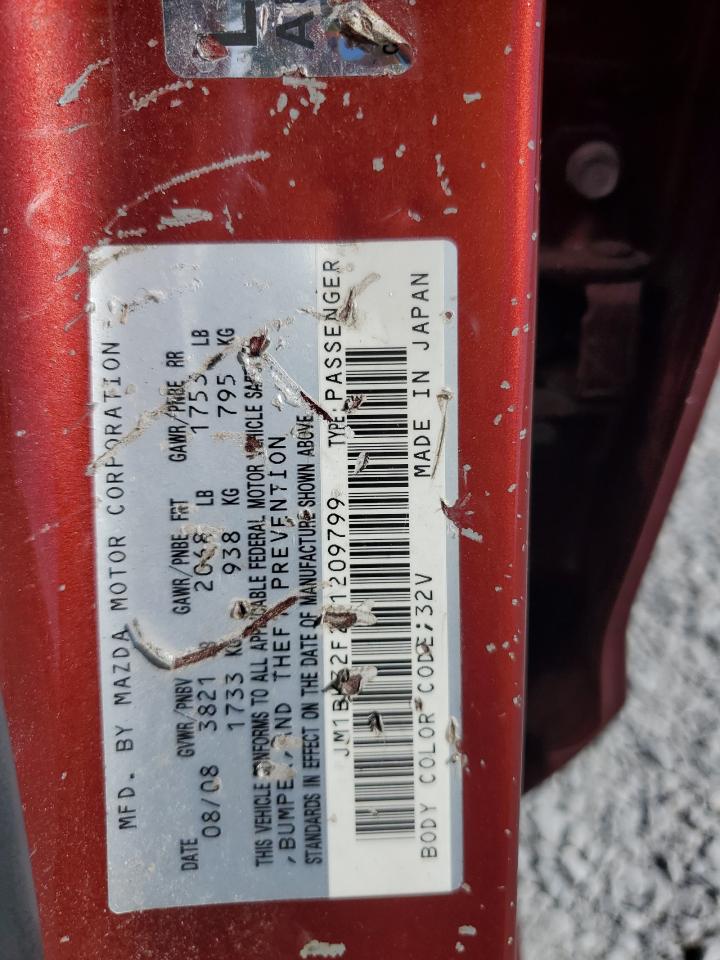 MFD. BY MAZDA MOTOR CORPORATION
DATE GVWR/PNBV GAWR/PNBE FRT GAWR/PNBE RR
08/08 3821 LB 2068 LB 1753 LB
1733 KG 938 KG 795 KG
THIS VEHICLE CONFORMS TO ALL APPLICABLE FEDERAL MOTOR VEHICLE SAFETY
,BUMPER,AND THEFT PREVENTION
STANDARDS IN EFFECT ON THE DATE OF MANUFACTURE SHOWN ABOVE.
1209799 TYPE:PASSENGER
BODY COLOR CODE;32V MADE IN JAPAN